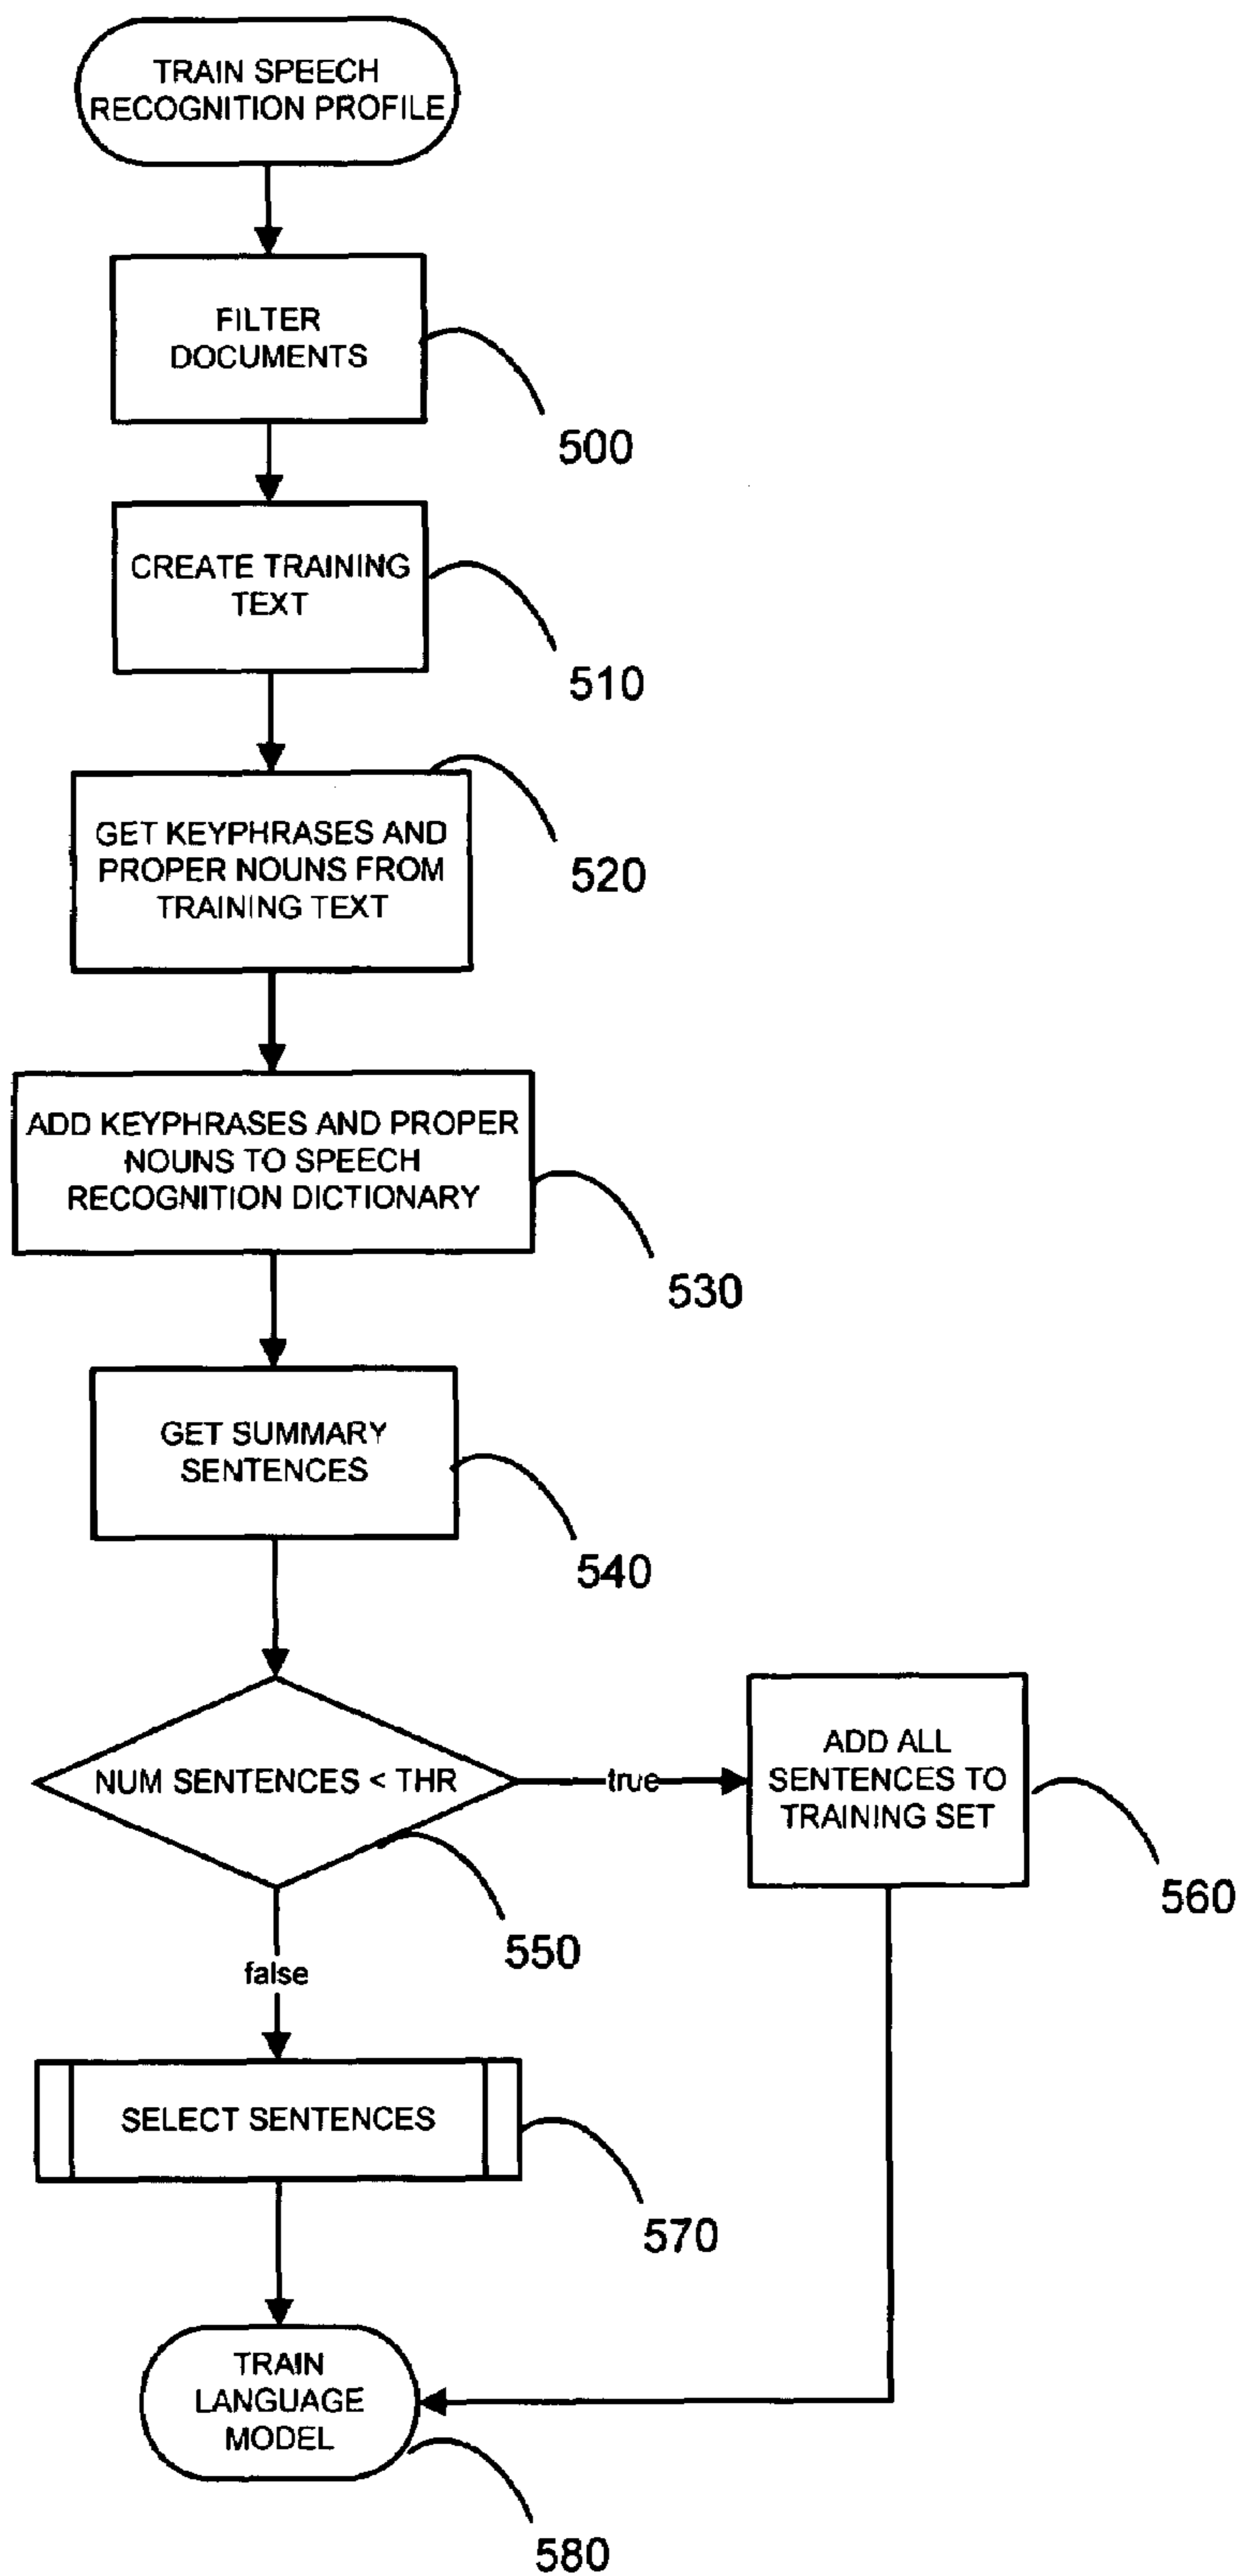 TRAIN SPEECH
RECOGNITION PROFILE
FILTER
DOCUMENTS
500
CREATE TRAINING
TEXT
510
GET KEYPHRASES AND
PROPER NOUNS FROM
TRAINING TEXT
520
ADD KEYPHRASES AND PROPER
NOUNS TO SPEECH
RECOGNITION DICTIONARY
530
GET SUMMARY
SENTENCES
540
NUM SENTENCES < THR
true
ADD ALL
SENTENCES TO
TRAINING SET
560
550
false
SELECT SENTENCES
570
TRAIN
LANGUAGE
MODEL
580